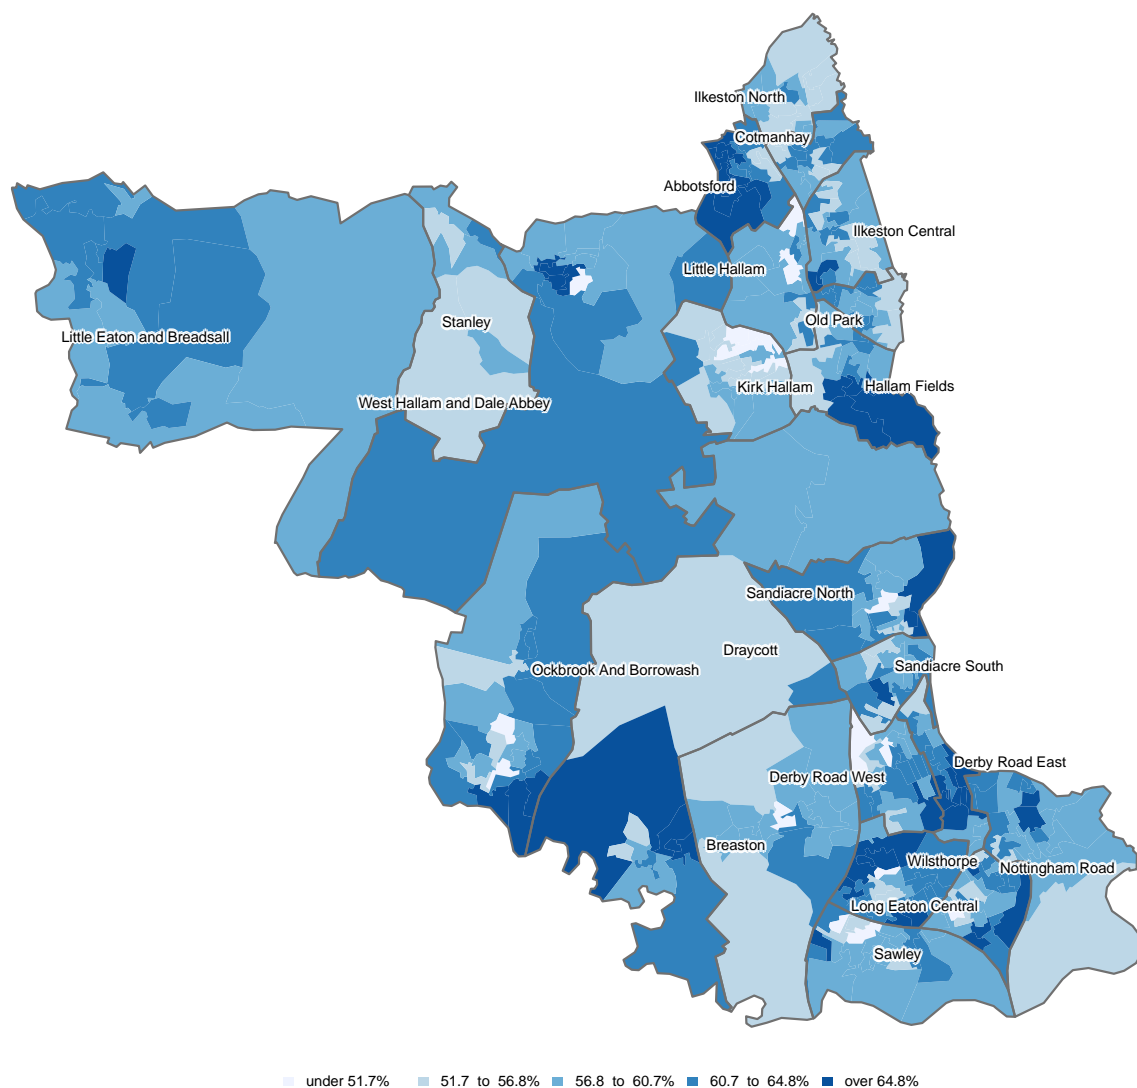 Ilkeston North
Cotmanhay
Abbotsford
Ilkeston Central
Little Hallam
Old Park
Stanley
Little Eaton and Breadsall
Kirk Hallam
Hallam Fields
West Hallam and Dale Abbey
Sandiacre North
Draycott
Ockbrook And Borrowash
Sandiacre South
Derby Road East
Derby Road West
Breaston
Wilsthorpe
Nottingham Road
Long Eaton Central
Sawley
under 51.7% 51.7 to 56.8% 56.8 to 60.7% 60.7 to 64.8% over 64.8%